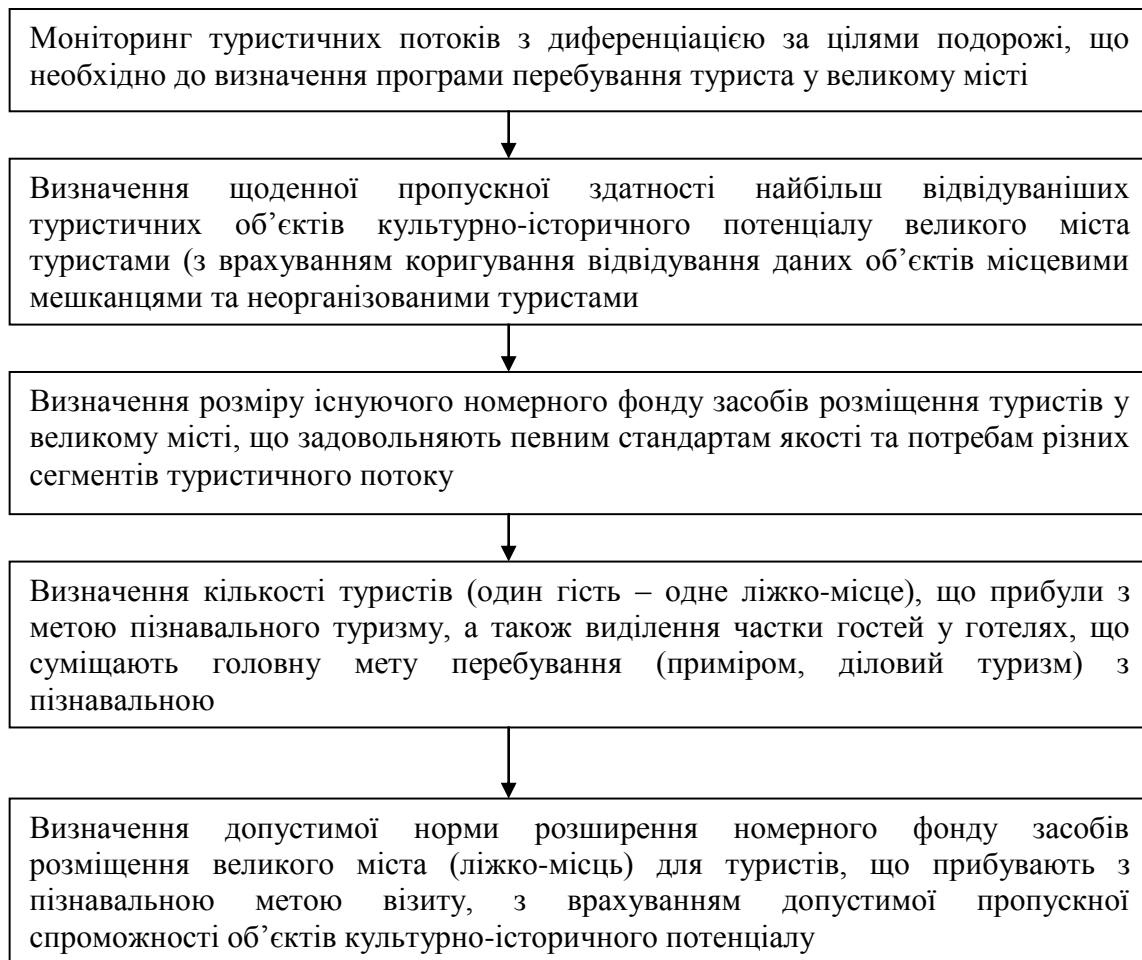 Моніторинг туристичних потоків з диференціацією за цілями подорожі, що
необхідно до визначення програми перебування туриста у великому місті
Визначення щоденної пропускної здатності найбільш відвідуваніших
туристичних об’єктів культурно-історичного потенціалу великого міста
туристами (з врахуванням коригування відвідування даних об’єктів місцевими
мешканцями та неорганізованими туристами
Визначення розміру існуючого номерного фонду засобів розміщення туристів у
великому місті, що задовольняють певним стандартам якості та потребам різних
сегментів туристичного потоку
Визначення кількості туристів (один гість – одне ліжко-місце), що прибули з
метою пізнавального туризму, а також виділення частки гостей у готелях, що
суміщають головну мету перебування (приміром, діловий туризм) з
пізнавальною
Визначення допустимої норми розширення номерного фонду засобів
розміщення великого міста (ліжко-місць) для туристів, що прибувають з
пізнавальною метою візиту, з врахуванням допустимої пропускної
спроможності об’єктів культурно-історичного потенціалу